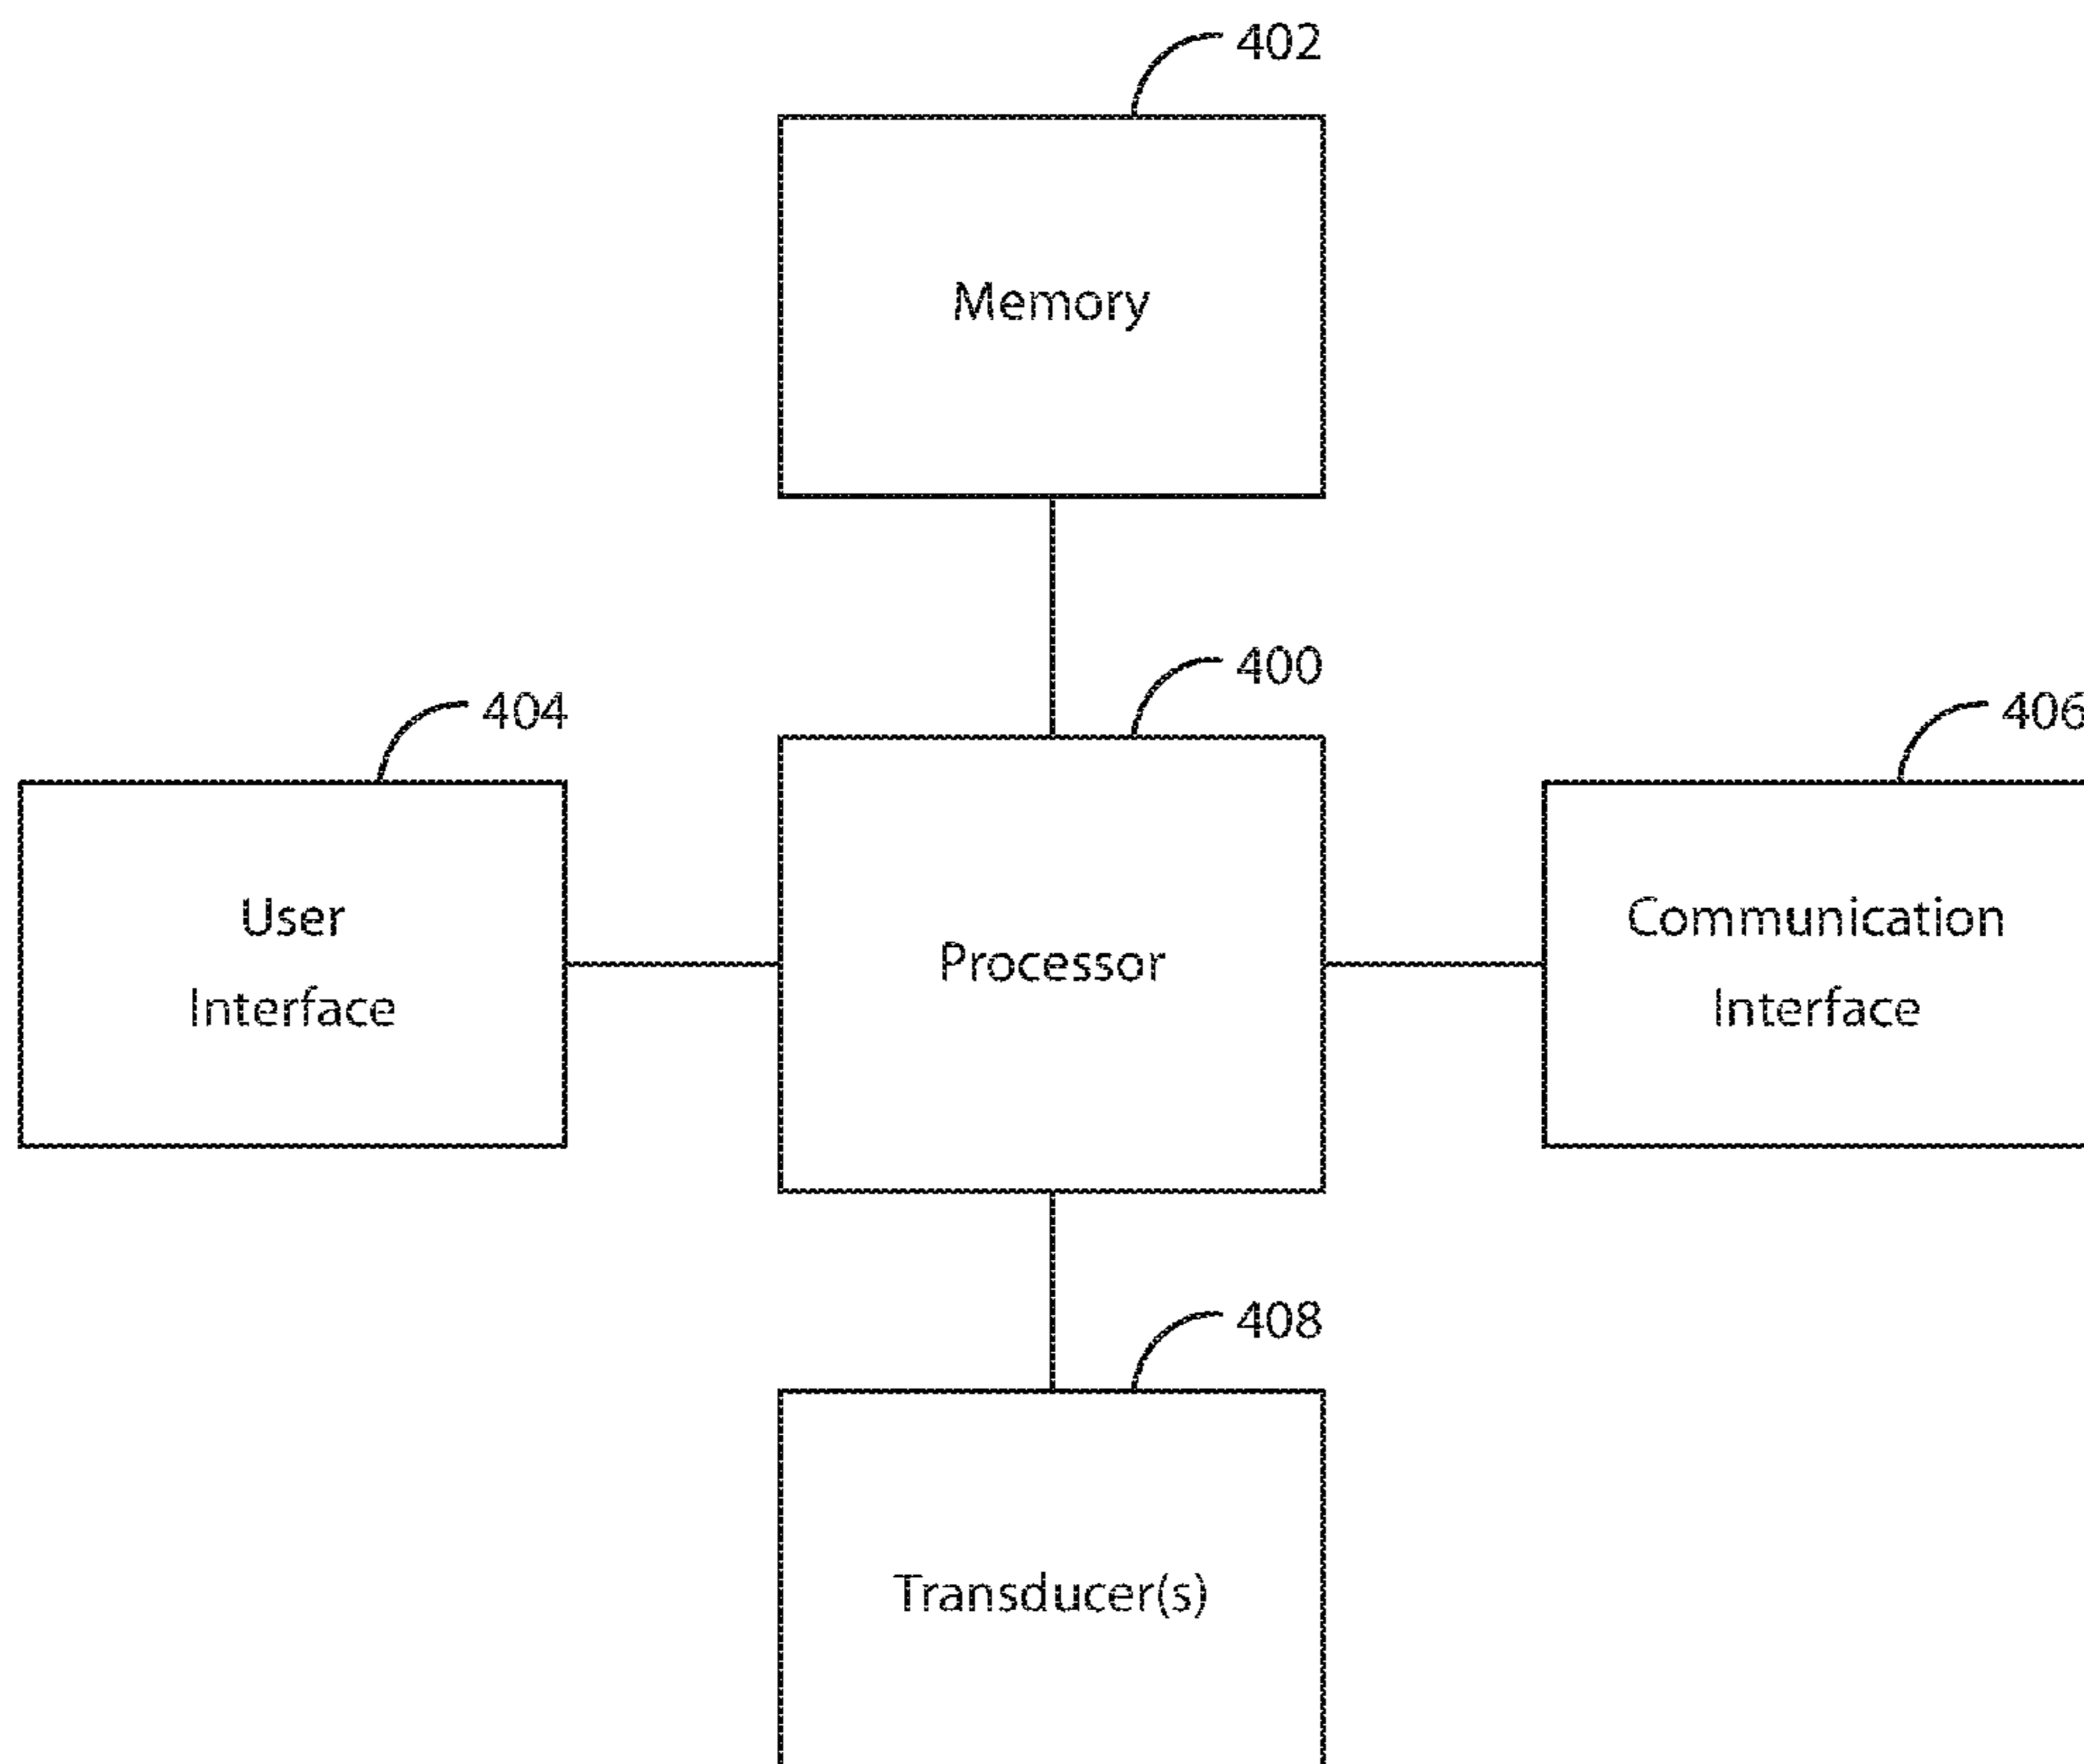 402
Memory
400
404
406
User
Interface
Processor
Communication
Interface
408
Transducer(s)